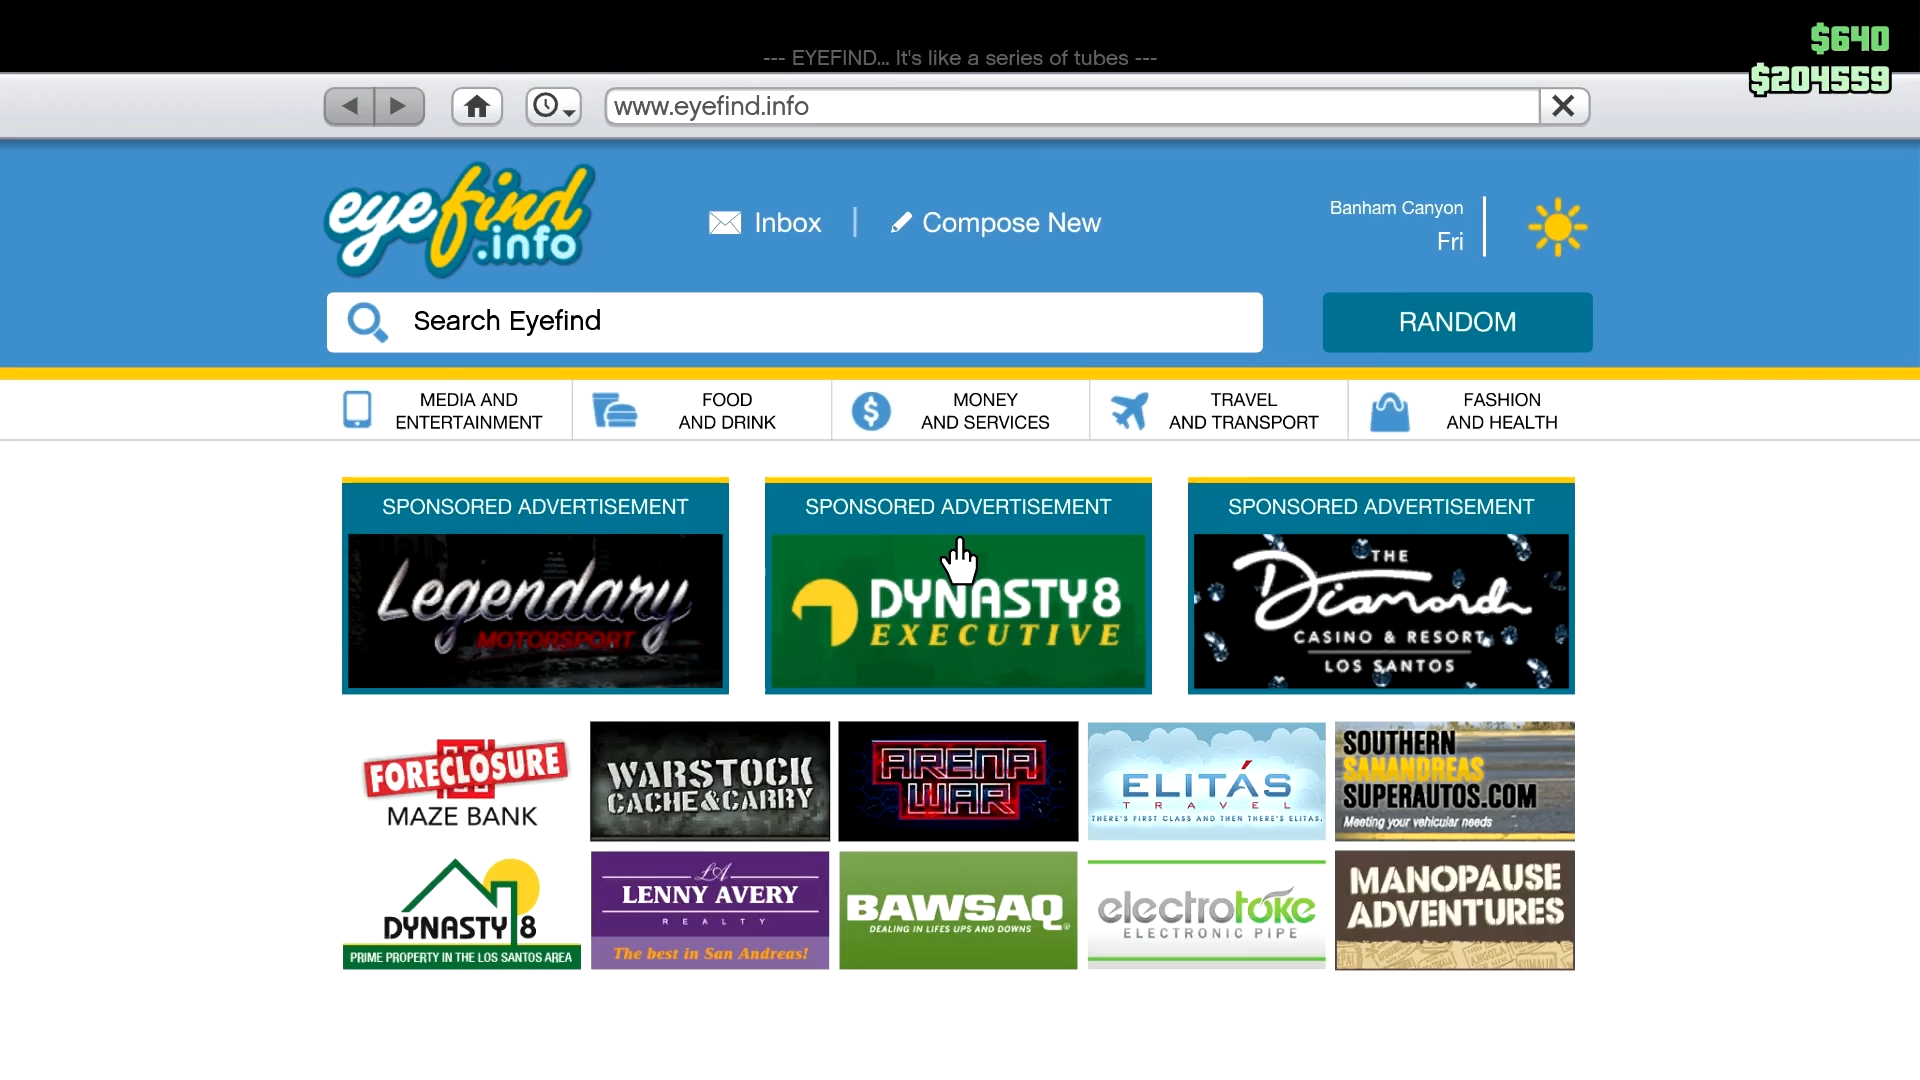 $640
--- EYEFIND... It's like a series of tubes ---
$204559
www.eyefind.info
eyefind
.info
Inbox
Compose New
Banham Canyon
Fri
Search Eyefind
RANDOM
MEDIA AND
ENTERTAINMENT
FOOD
AND DRINK
MONEY
AND SERVICES
TRAVEL
AND TRANSPORT
FASHION
AND HEALTH
SPONSORED ADVERTISEMENT
Legendary
MOTORSPORT
SPONSORED ADVERTISEMENT
DYNASTY 8
EXECUTIVE
SPONSORED ADVERTISEMENT
THE
Diamond
CASINO & RESORT
LOS SANTOS
FORECLOSURE
MAZE BANK
WARSTOCK
CACHE&CARRY
ARENA
WAR
ELITÁS
TRAVEL
THERE'S FIRST CLASS AND THEN THERE'S ELITAS.
SOUTHERN
SANANDREAS
SUPERAUTOS.COM
Meeting your vehicular needs
DYNASTY 8
PRIME PROPERTY IN THE LOS SANTOS AREA
LA
LENNY AVERY
REALTY
The best in San Andreas!
BAWSAQ
DEALING IN LIFES UPS AND DOWNS
electrotoke
ELECTRONIC PIPE
MANOPAUSE
ADVENTURES